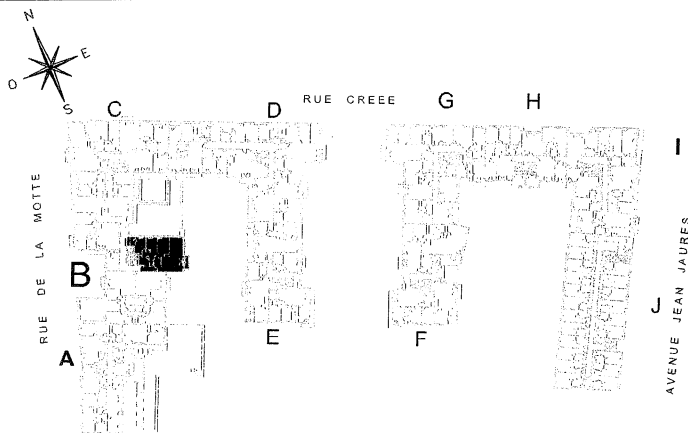 N
E
O
S
C
D
RUE CREEE
G
H
I
RUE DE LA MOTTE
B
A
E
F
J
AVENUE JEAN JAURES